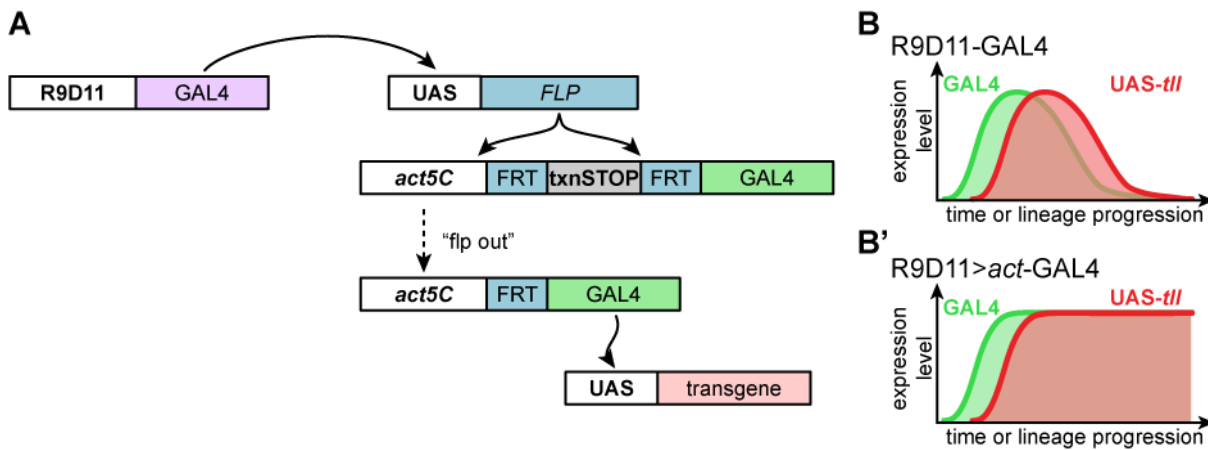 A
R9D11 GAL4
UAS FLP
act5C FRT txnSTOP FRT GAL4
“flp out”
act5C FRT GAL4
UAS transgene
B
R9D11-GAL4
GAL4 UAS-tll
expression
level
time or lineage progression
B’
R9D11>act-GAL4
GAL4 UAS-tll
expression
level
time or lineage progression